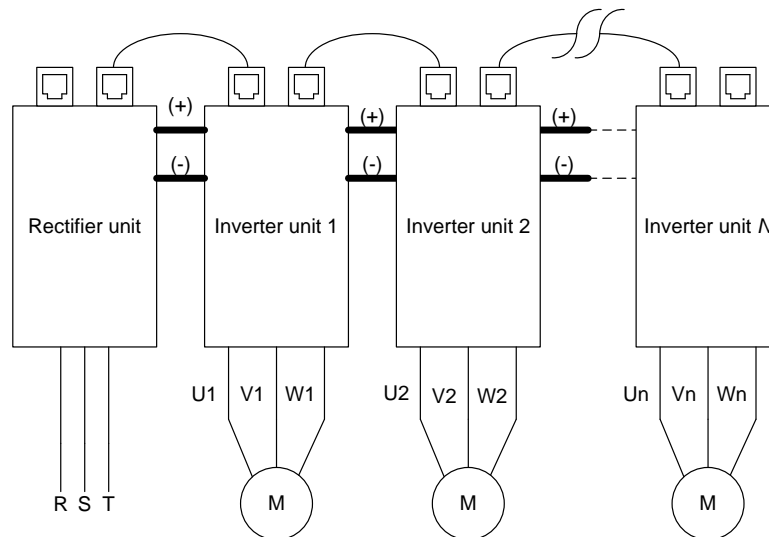 (+) (+) (+)
(-) (-) (-)
Rectifier unit Inverter unit 1 Inverter unit 2 Inverter unit N
U1 V1 W1 U2 V2 W2 Un Vn Wn
R S T M M M